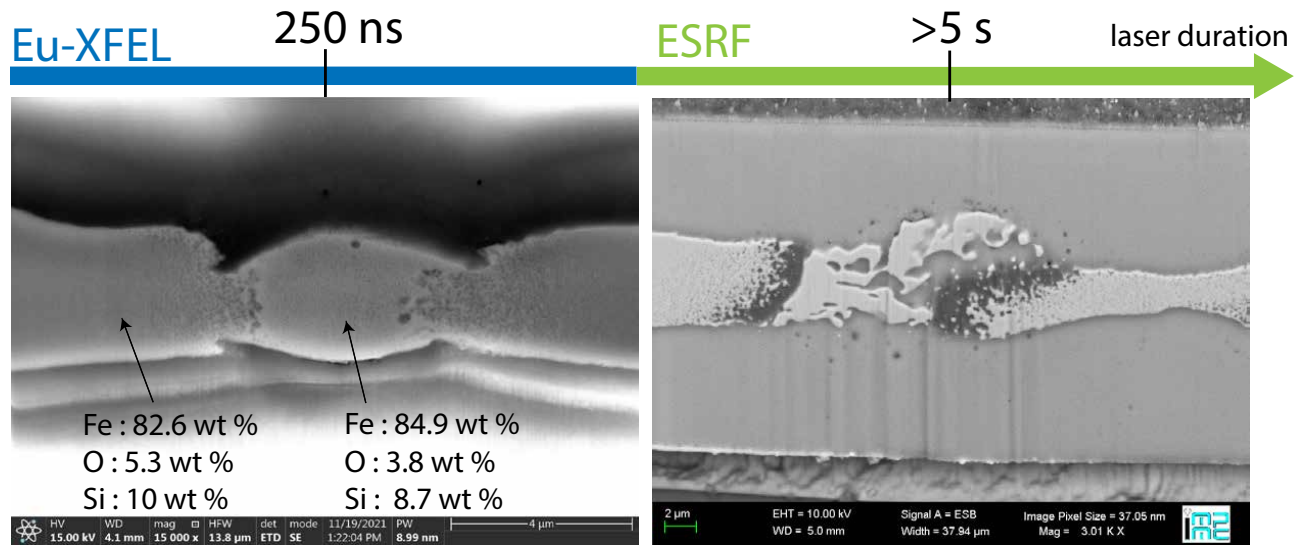 Eu-XFEL
250 ns
ESRF
>5 s
laser duration
Fe : 82.6 wt %
O : 5.3 wt %
Si : 10 wt %
Fe : 84.9 wt %
O : 3.8 wt %
Si : 8.7 wt %
HV WD mag HFW det mode 11/19/2021 PW
15.00 kV 4.1 mm 15 000 x 13.8 µm ETD SE 1:22:04 PM 8.99 nm
4 µm
2 µm
EHT = 10.00 kV Signal A = ESB Image Pixel Size = 37.05 nm
WD = 5.0 mm Width = 37.94 µm Mag = 3.01 K X